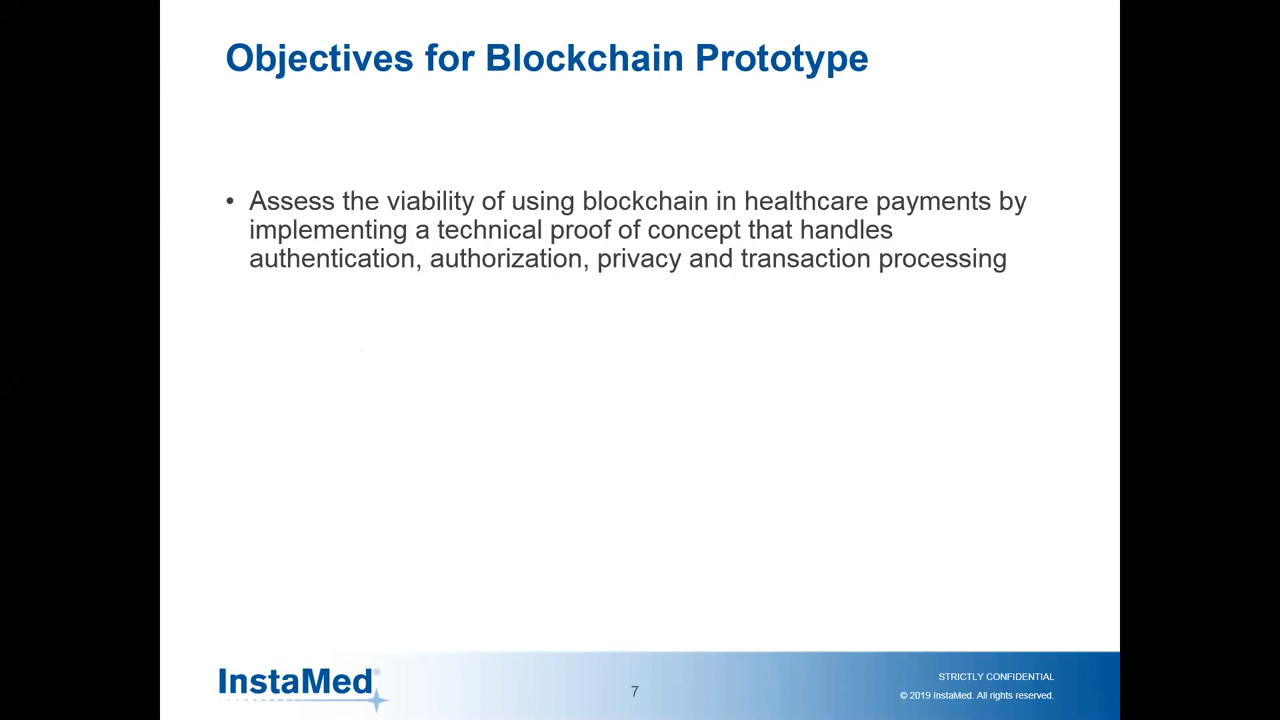 Objectives for Blockchain Prototype
• Assess the viability of using blockchain in healthcare payments by
implementing a technical proof of concept that handles
authentication, authorization, privacy and transaction processing
InstaMed®
7
STRICTLY CONFIDENTIAL
© 2019 InstaMed. All rights reserved.